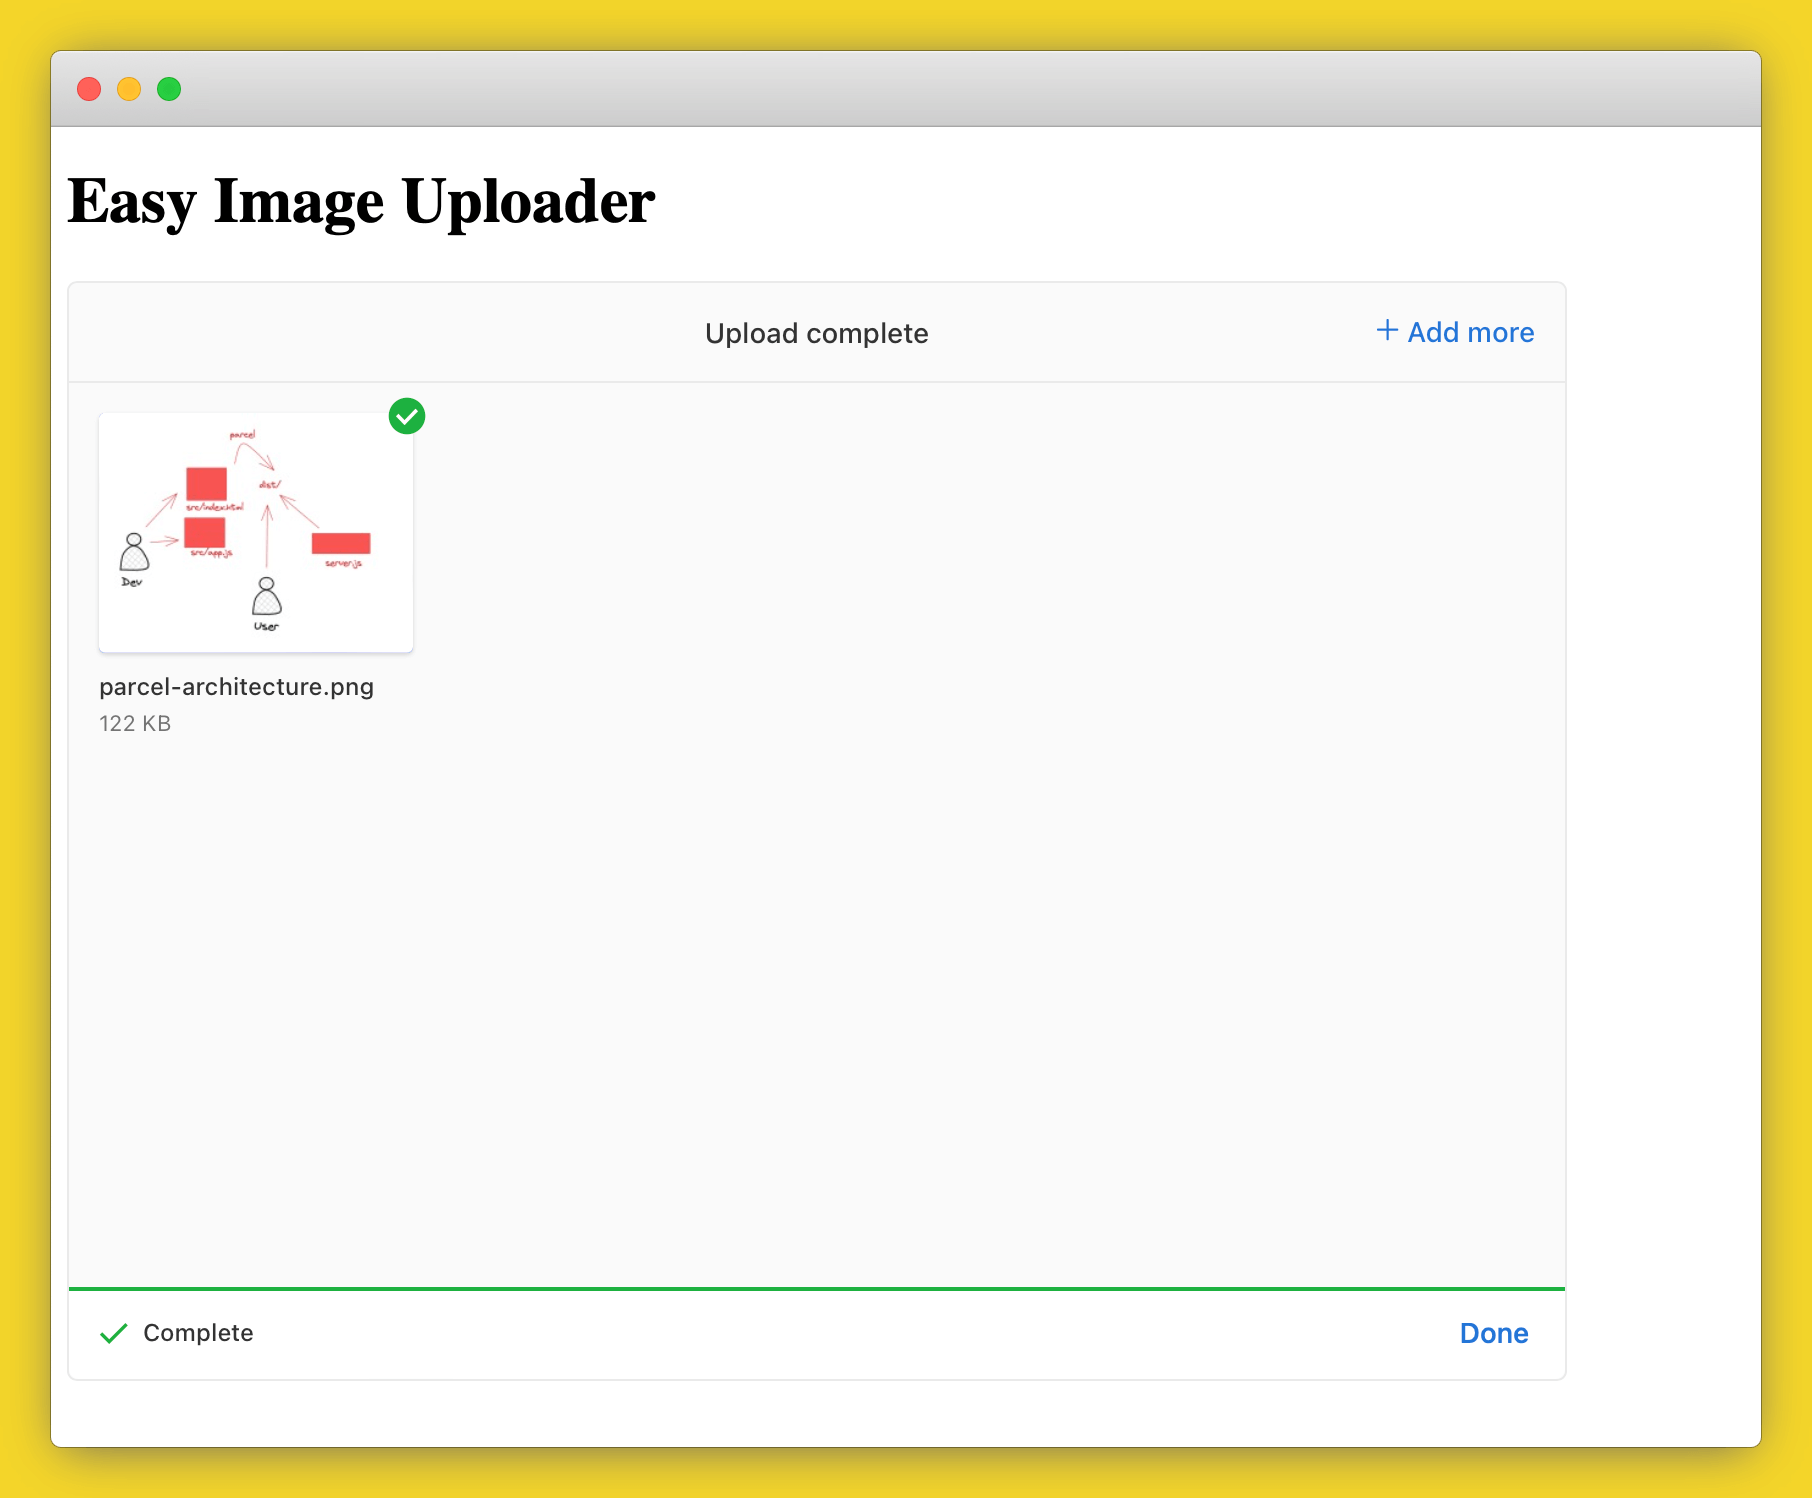 Easy Image Uploader
Upload complete
+ Add more
parcel
dist/
src/index.html
src/app.js
server.js
Dev
User
parcel-architecture.png
122 KB
Complete
Done